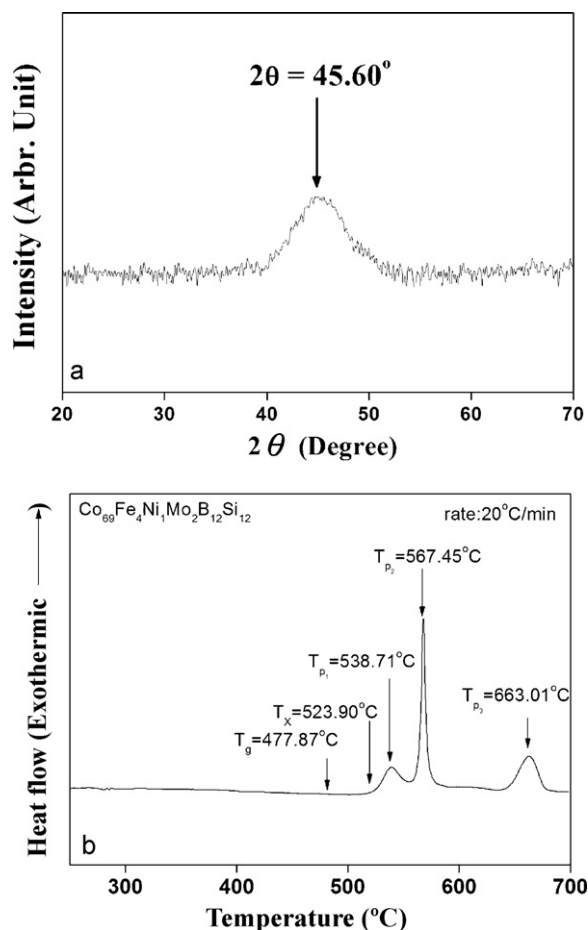 2θ = 45.60°
Intensity (Arbr. Unit)
a
20 30 40 50 60 70
2θ (Degree)
Co₆₉Fe₄Ni₁Mo₂B₁₂Si₁₂ rate:20°C/min
Tₚ₂=567.45°C
Tₚ₁=538.71°C
Tₚ₃=663.01°C
Tₓ=523.90°C
T_g=477.87°C
Heat flow (Exothermic ⟶)
b
300 400 500 600 700
Temperature (ºC)